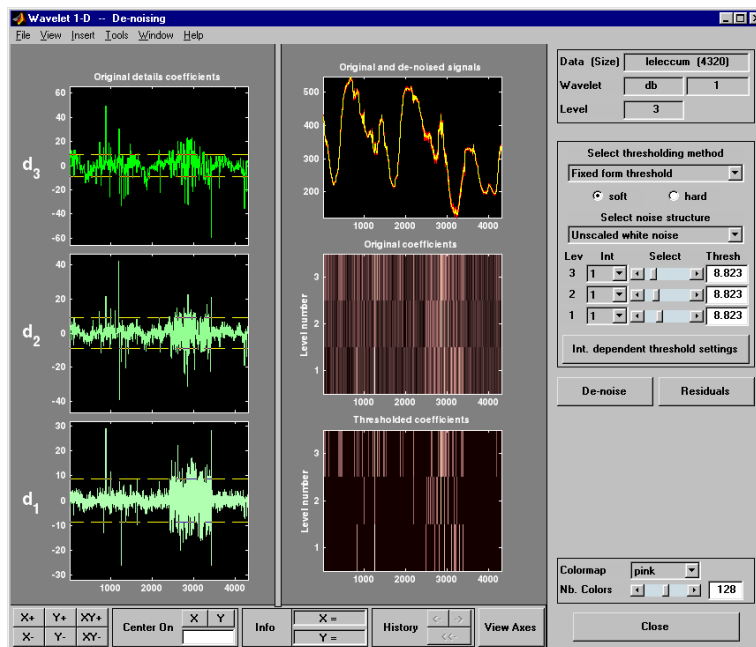 Wavelet 1-D -- De-noising
File View Insert Tools Window Help
Original details coefficients
60
40
20
0
-20
-40
-60
d3
40
20
0
-20
-40
d2
30
20
10
0
-10
-20
-30
d1
1000 2000 3000 4000
Original and de-noised signals
500
400
300
200
1000 2000 3000 4000
Original coefficients
Level number
3
2
1
1000 2000 3000 4000
Thresholded coefficients
Level number
3
2
1
1000 2000 3000 4000
Data (Size) leleccum (4320)
Wavelet db 1
Level 3
Select thresholding method
Fixed form threshold
soft hard
Select noise structure
Unscaled white noise
Lev Int Select Thresh
3 1 8.823
2 1 8.823
1 1 8.823
Int. dependent threshold settings
De-noise Residuals
Colormap pink
Nb. Colors 128
Close
X+ Y+ XY+
X- Y- XY-
Center On X Y
Info X =
Y =
History <- ->
<<-
View Axes